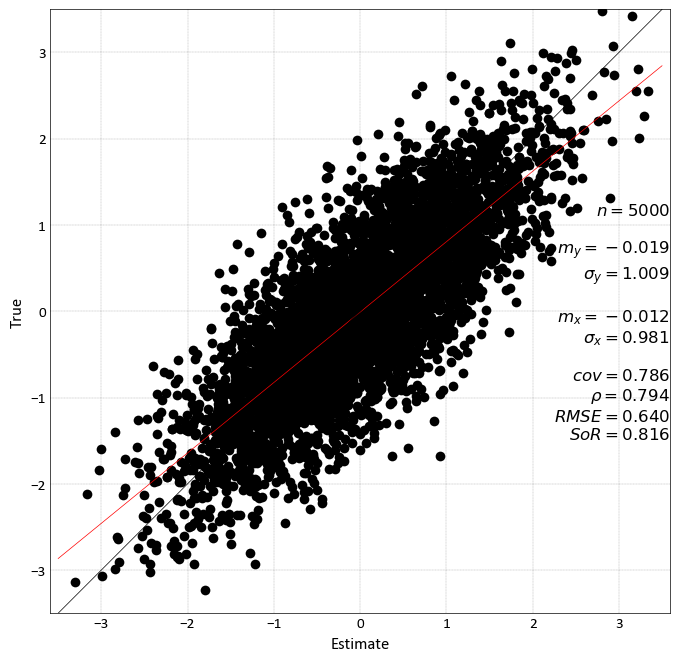 3
2
1
0
−1
−2
−3
True
n = 5000
m_y = −0.019
σ_y = 1.009
m_x = −0.012
σ_x = 0.981
cov = 0.786
ρ = 0.794
RMSE = 0.640
SoR = 0.816
−3 −2 −1 0 1 2 3
Estimate